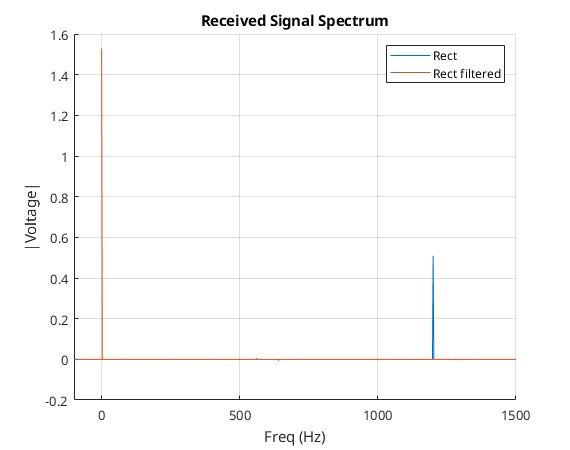 Received Signal Spectrum
1.6
1.4
1.2
1
0.8
0.6
0.4
0.2
0
-0.2
|Voltage|
Rect
Rect filtered
0
500
1000
1500
Freq (Hz)